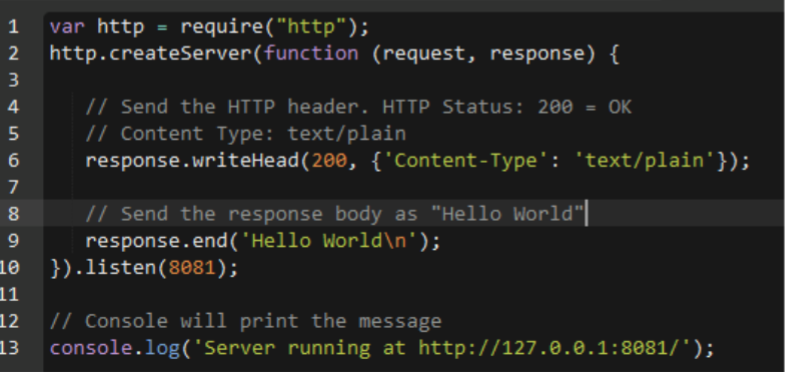 1 var http = require("http");
2 http.createServer(function (request, response) {
3
4 // Send the HTTP header. HTTP Status: 200 = OK
5 // Content Type: text/plain
6 response.writeHead(200, {'Content-Type': 'text/plain'});
7
8 // Send the response body as "Hello World"
9 response.end('Hello World\n');
10 }).listen(8081);
11
12 // Console will print the message
13 console.log('Server running at http://127.0.0.1:8081/');